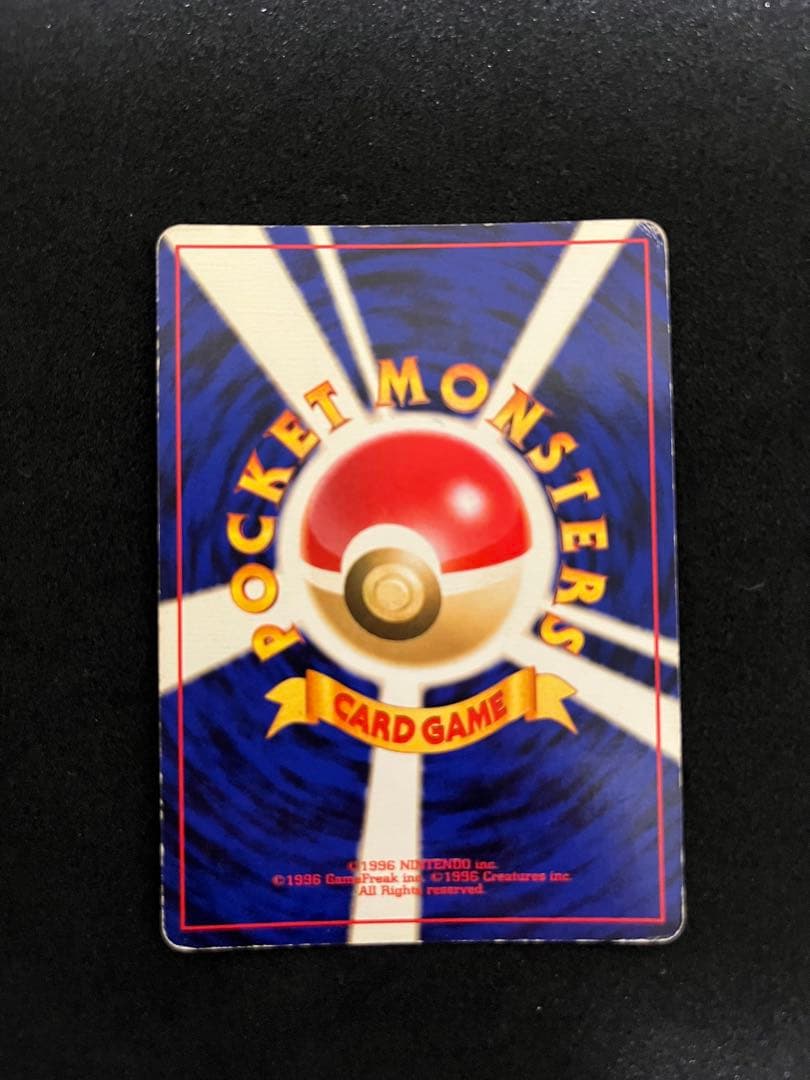 POCKET MONSTERS
CARD GAME
©1996 NINTENDO inc.
©1996 GameFreak inc. ©1996 Creatures inc.
All Rights reserved.